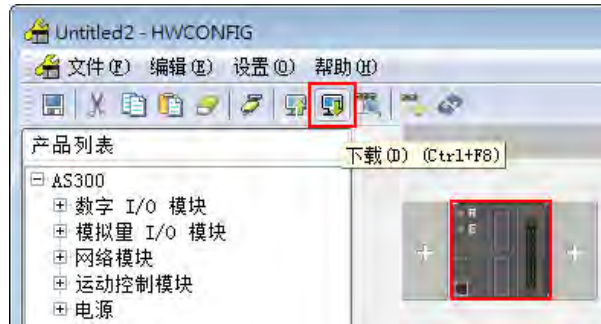 Untitled2 - HWCONFIG
文件(F) 编辑(E) 设置(O) 帮助(H)
产品列表
下载(D) (Ctrl+F8)
AS300
数字 I/O 模块
模拟量 I/O 模块
网络模块
运动控制模块
电源